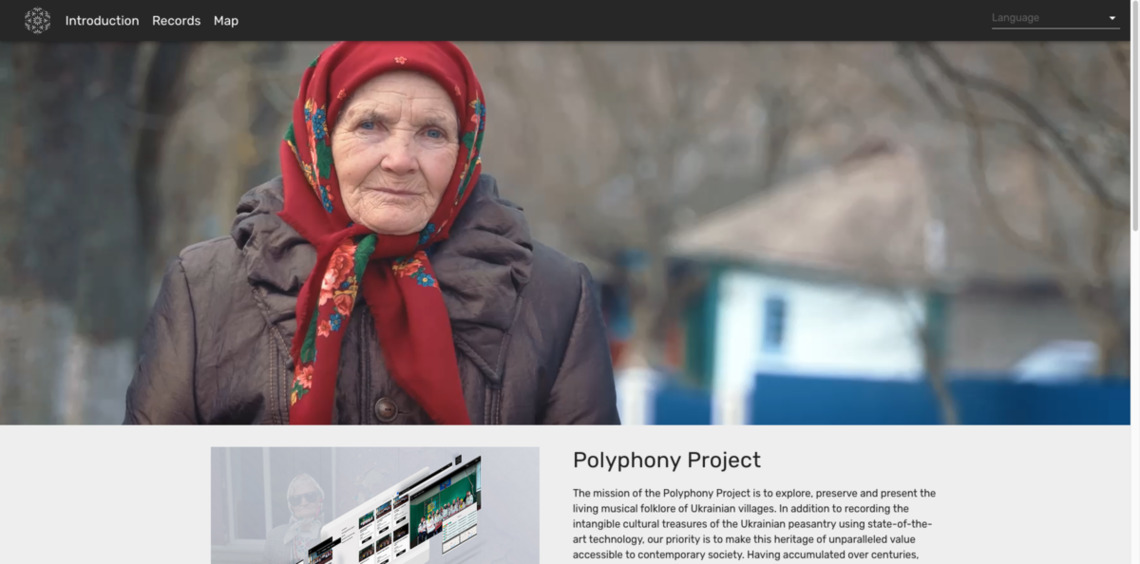 Introduction Records Map Language
Polyphony Project
The mission of the Polyphony Project is to explore, preserve and present the
living musical folklore of Ukrainian villages. In addition to recording the
intangible cultural treasures of the Ukrainian peasantry using state-of-the-
art technology, our priority is to make this heritage of unparalleled value
accessible to contemporary society. Having accumulated over centuries,